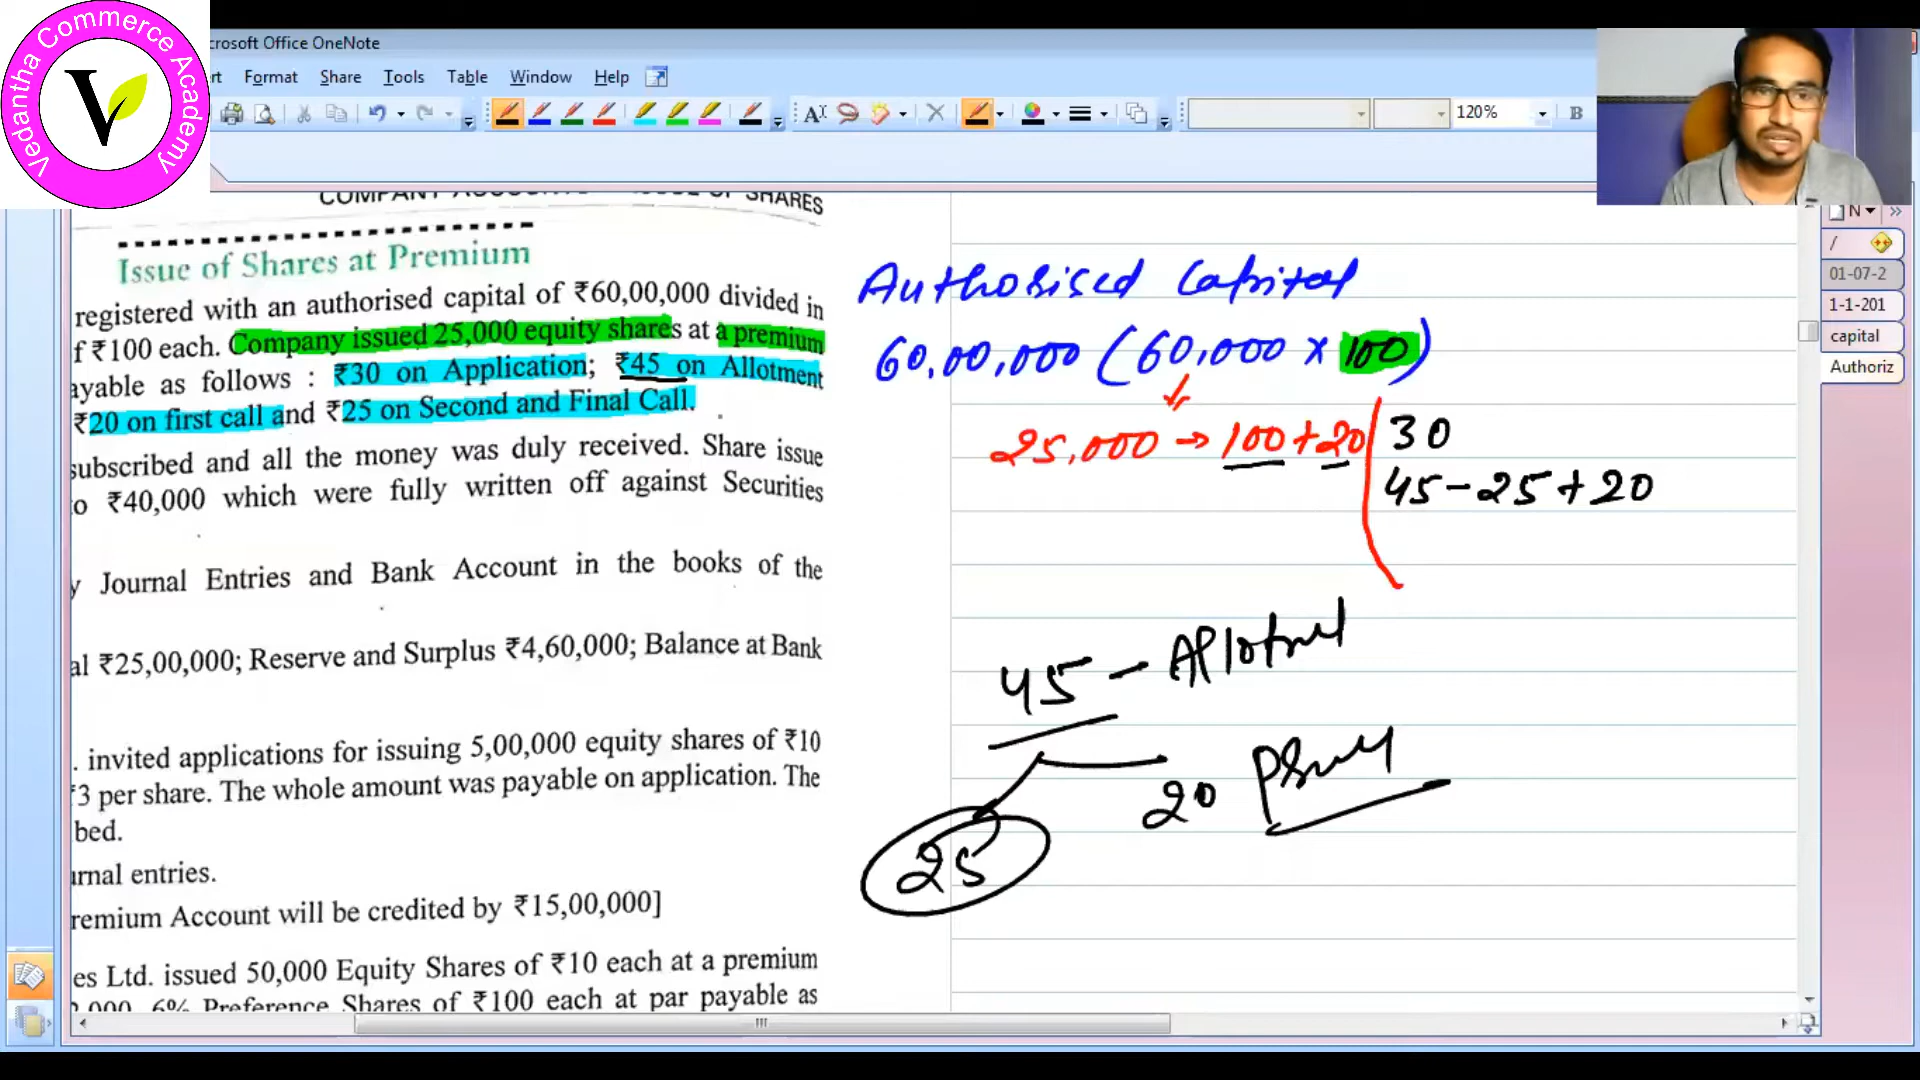 Vedantha Commerce Academy
V
crosoft Office OneNote
rt Format Share Tools Table Window Help
120% B
COMPANY ACCOUNTS ISSUE OF SHARES
Issue of Shares at Premium
registered with an authorised capital of ₹60,00,000 divided in
f ₹100 each. Company issued 25,000 equity shares at a premium
ayable as follows : ₹30 on Application; ₹45 on Allotment
₹20 on first call and ₹25 on Second and Final Call.
subscribed and all the money was duly received. Share issue
o ₹40,000 which were fully written off against Securities
y Journal Entries and Bank Account in the books of the
al ₹25,00,000; Reserve and Surplus ₹4,60,000; Balance at Bank
. invited applications for issuing 5,00,000 equity shares of ₹10
₹3 per share. The whole amount was payable on application. The
bed.
urnal entries.
remium Account will be credited by ₹15,00,000]
es Ltd. issued 50,000 Equity Shares of ₹10 each at a premium
2,000, 6% Preference Shares of ₹100 each at par payable as
Authorised Capital
60,00,000 (60,000 × 100)
25,000 → 100 + 20
30
45 - 25 + 20
45 -
20
25
N
/
01-07-2
1-1-201
capital
Authoriz